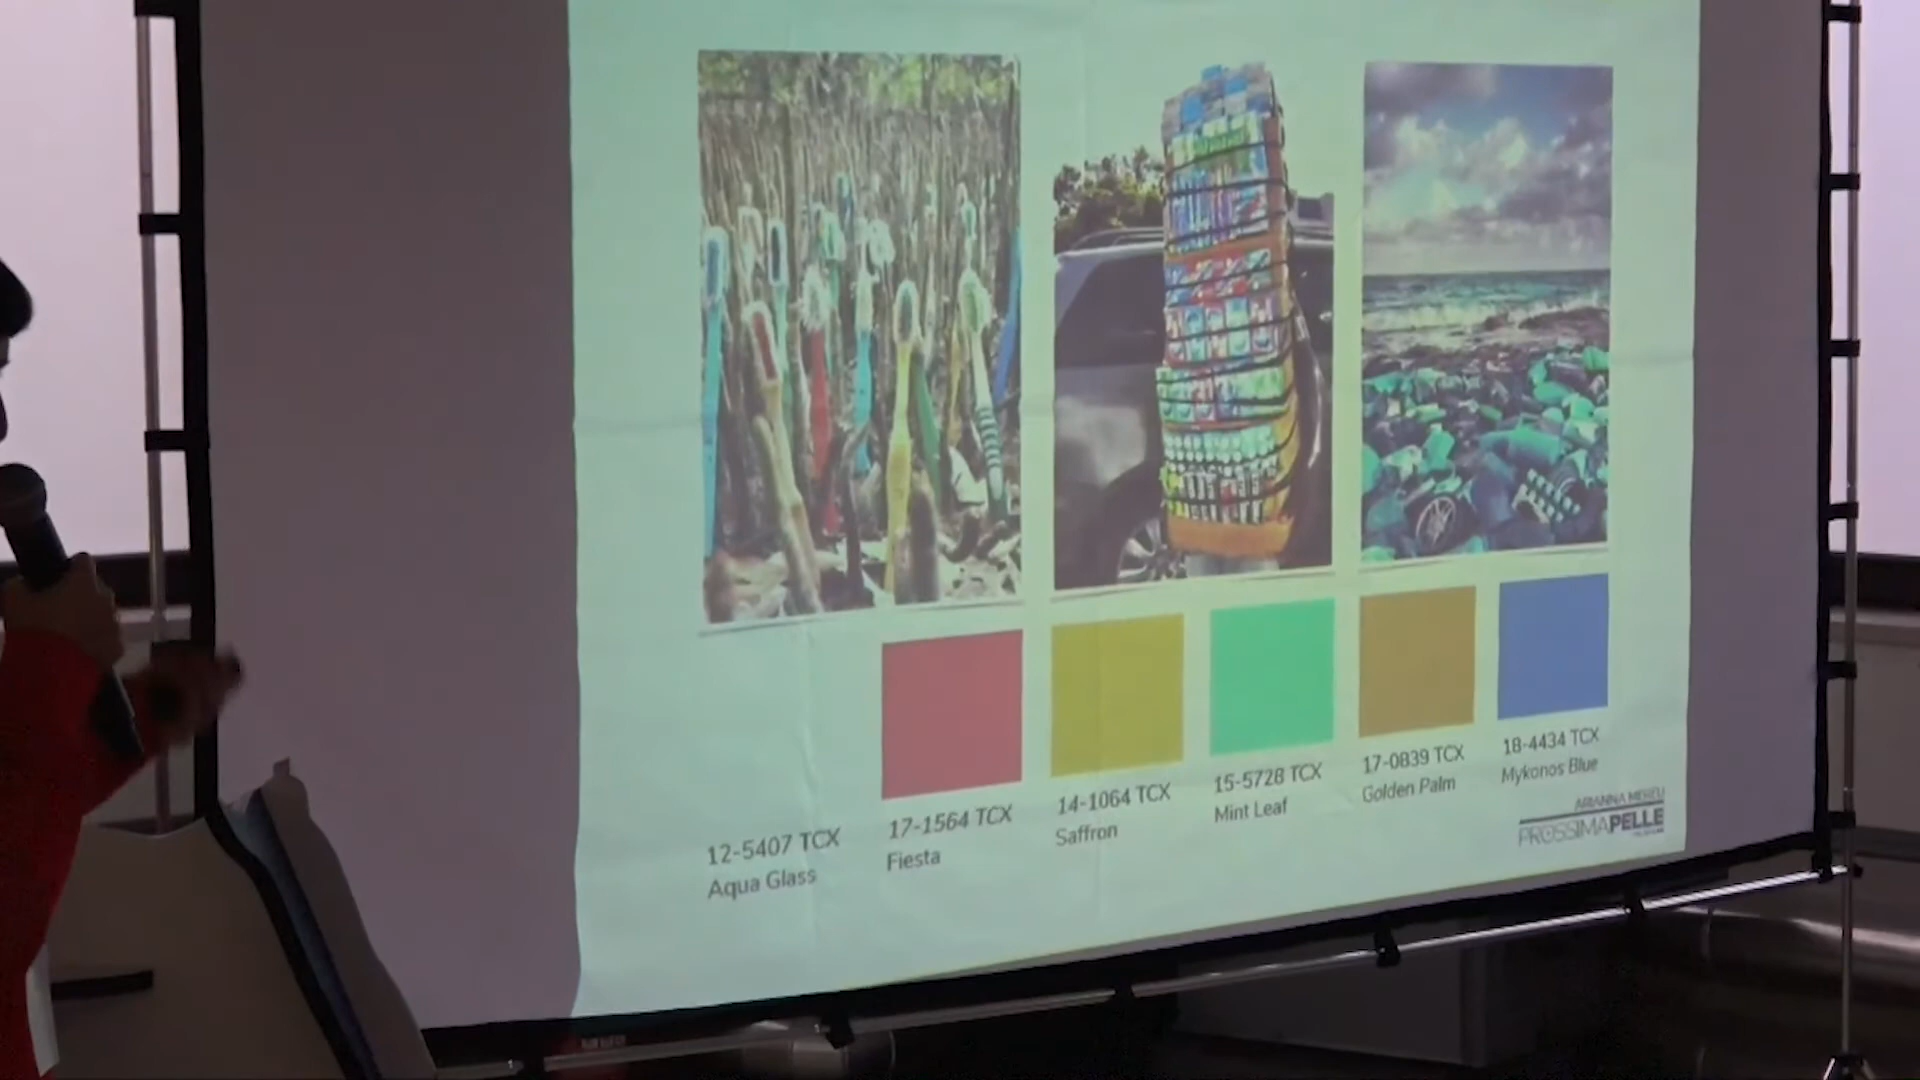 12-5407 TCX
Aqua Glass
17-1564 TCX
Fiesta
14-1064 TCX
Saffron
15-5728 TCX
Mint Leaf
17-0839 TCX
Golden Palm
18-4434 TCX
Mykonos Blue
ARIANNA MEREU
PROSSIMAPELLE